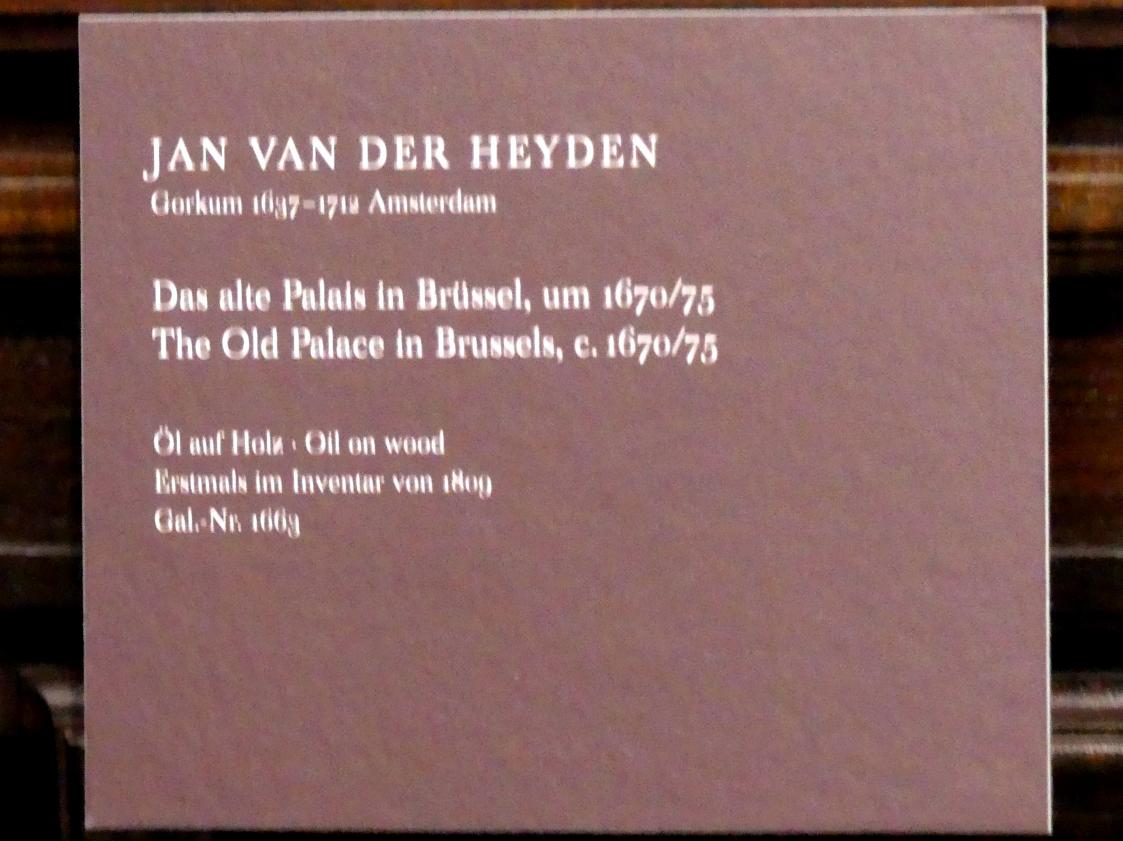 JAN VAN DER HEYDEN
Gorkum 1637–1712 Amsterdam
Das alte Palais in Brüssel, um 1670/75
The Old Palace in Brussels, c. 1670/75
Öl auf Holz · Oil on wood
Erstmals im Inventar von 1809
Gal.-Nr. 1663